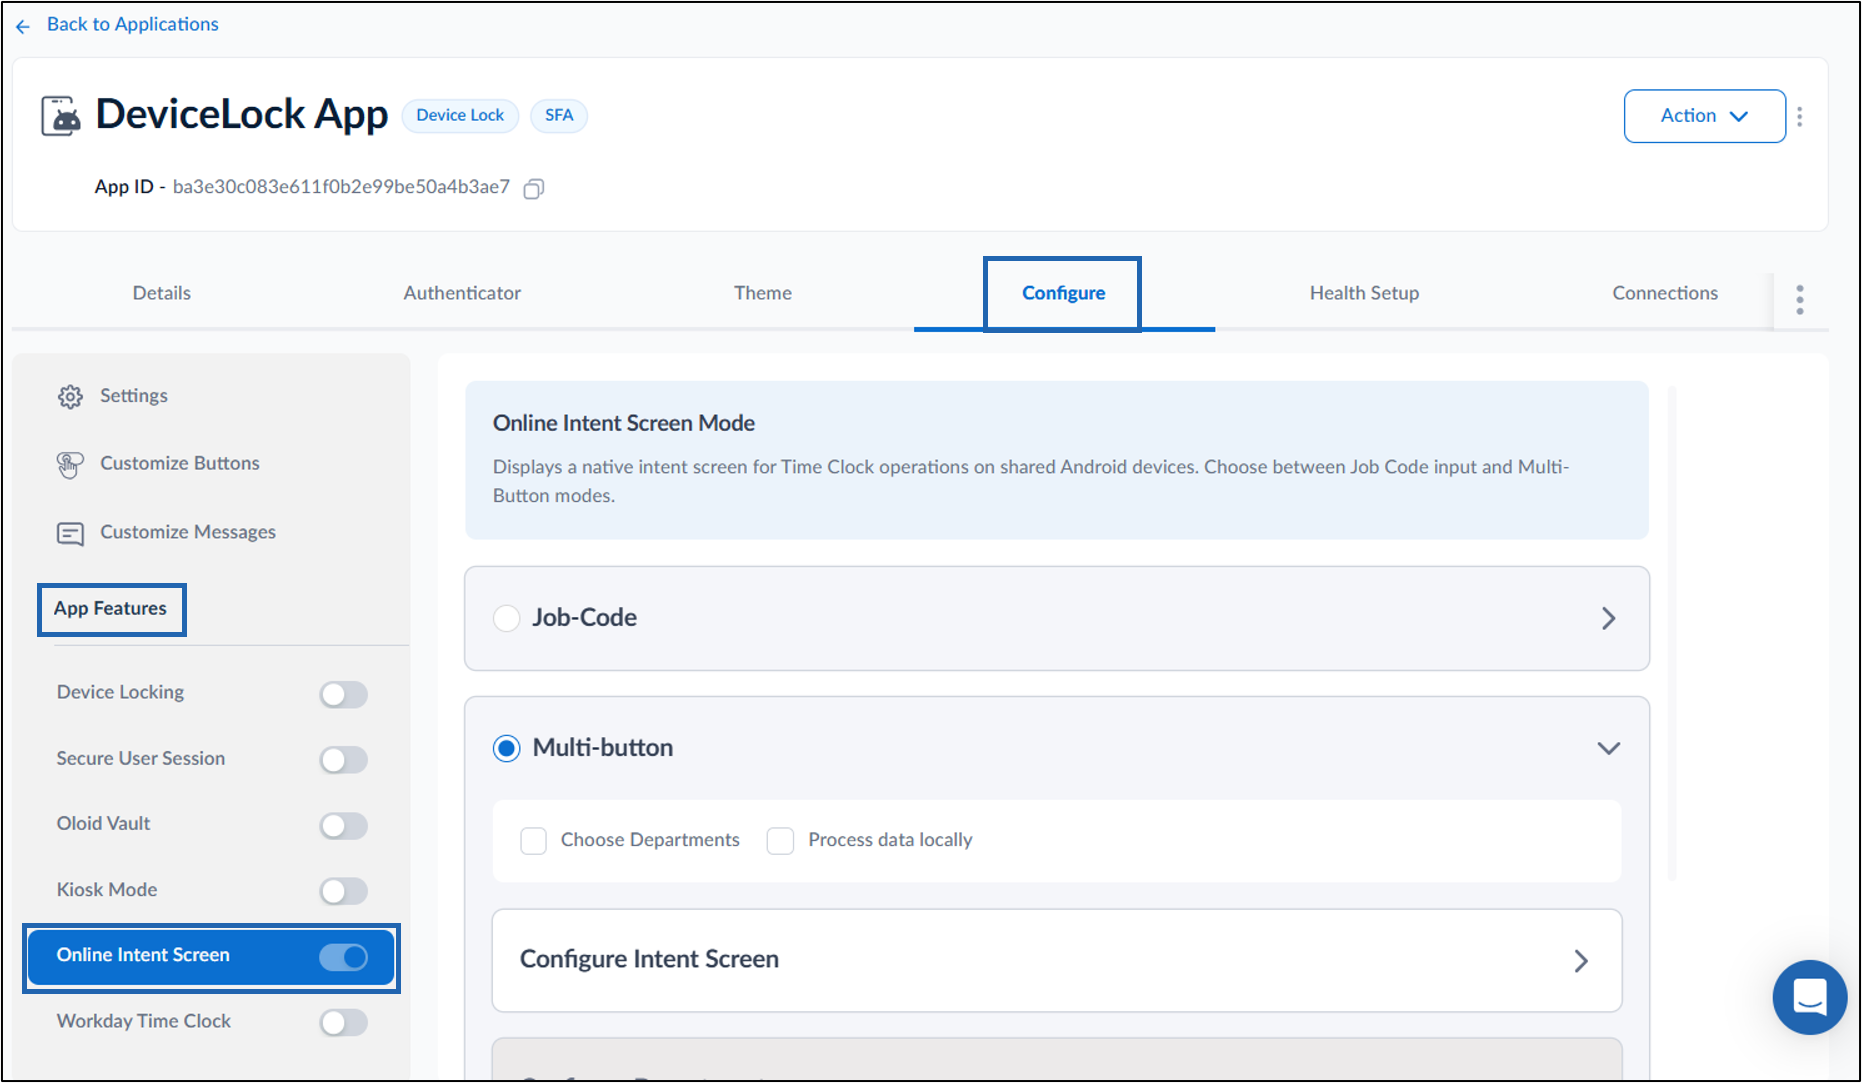 Back to Applications
DeviceLock App
Device Lock
SFA
Action
App ID - ba3e30c083e611f0b2e99be50a4b3ae7
Details
Authenticator
Theme
Configure
Health Setup
Connections
Settings
Customize Buttons
Customize Messages
App Features
Device Locking
Secure User Session
Oloid Vault
Kiosk Mode
Online Intent Screen
Workday Time Clock
Online Intent Screen Mode
Displays a native intent screen for Time Clock operations on shared Android devices. Choose between Job Code input and Multi-
Button modes.
Job-Code
Multi-button
Choose Departments
Process data locally
Configure Intent Screen